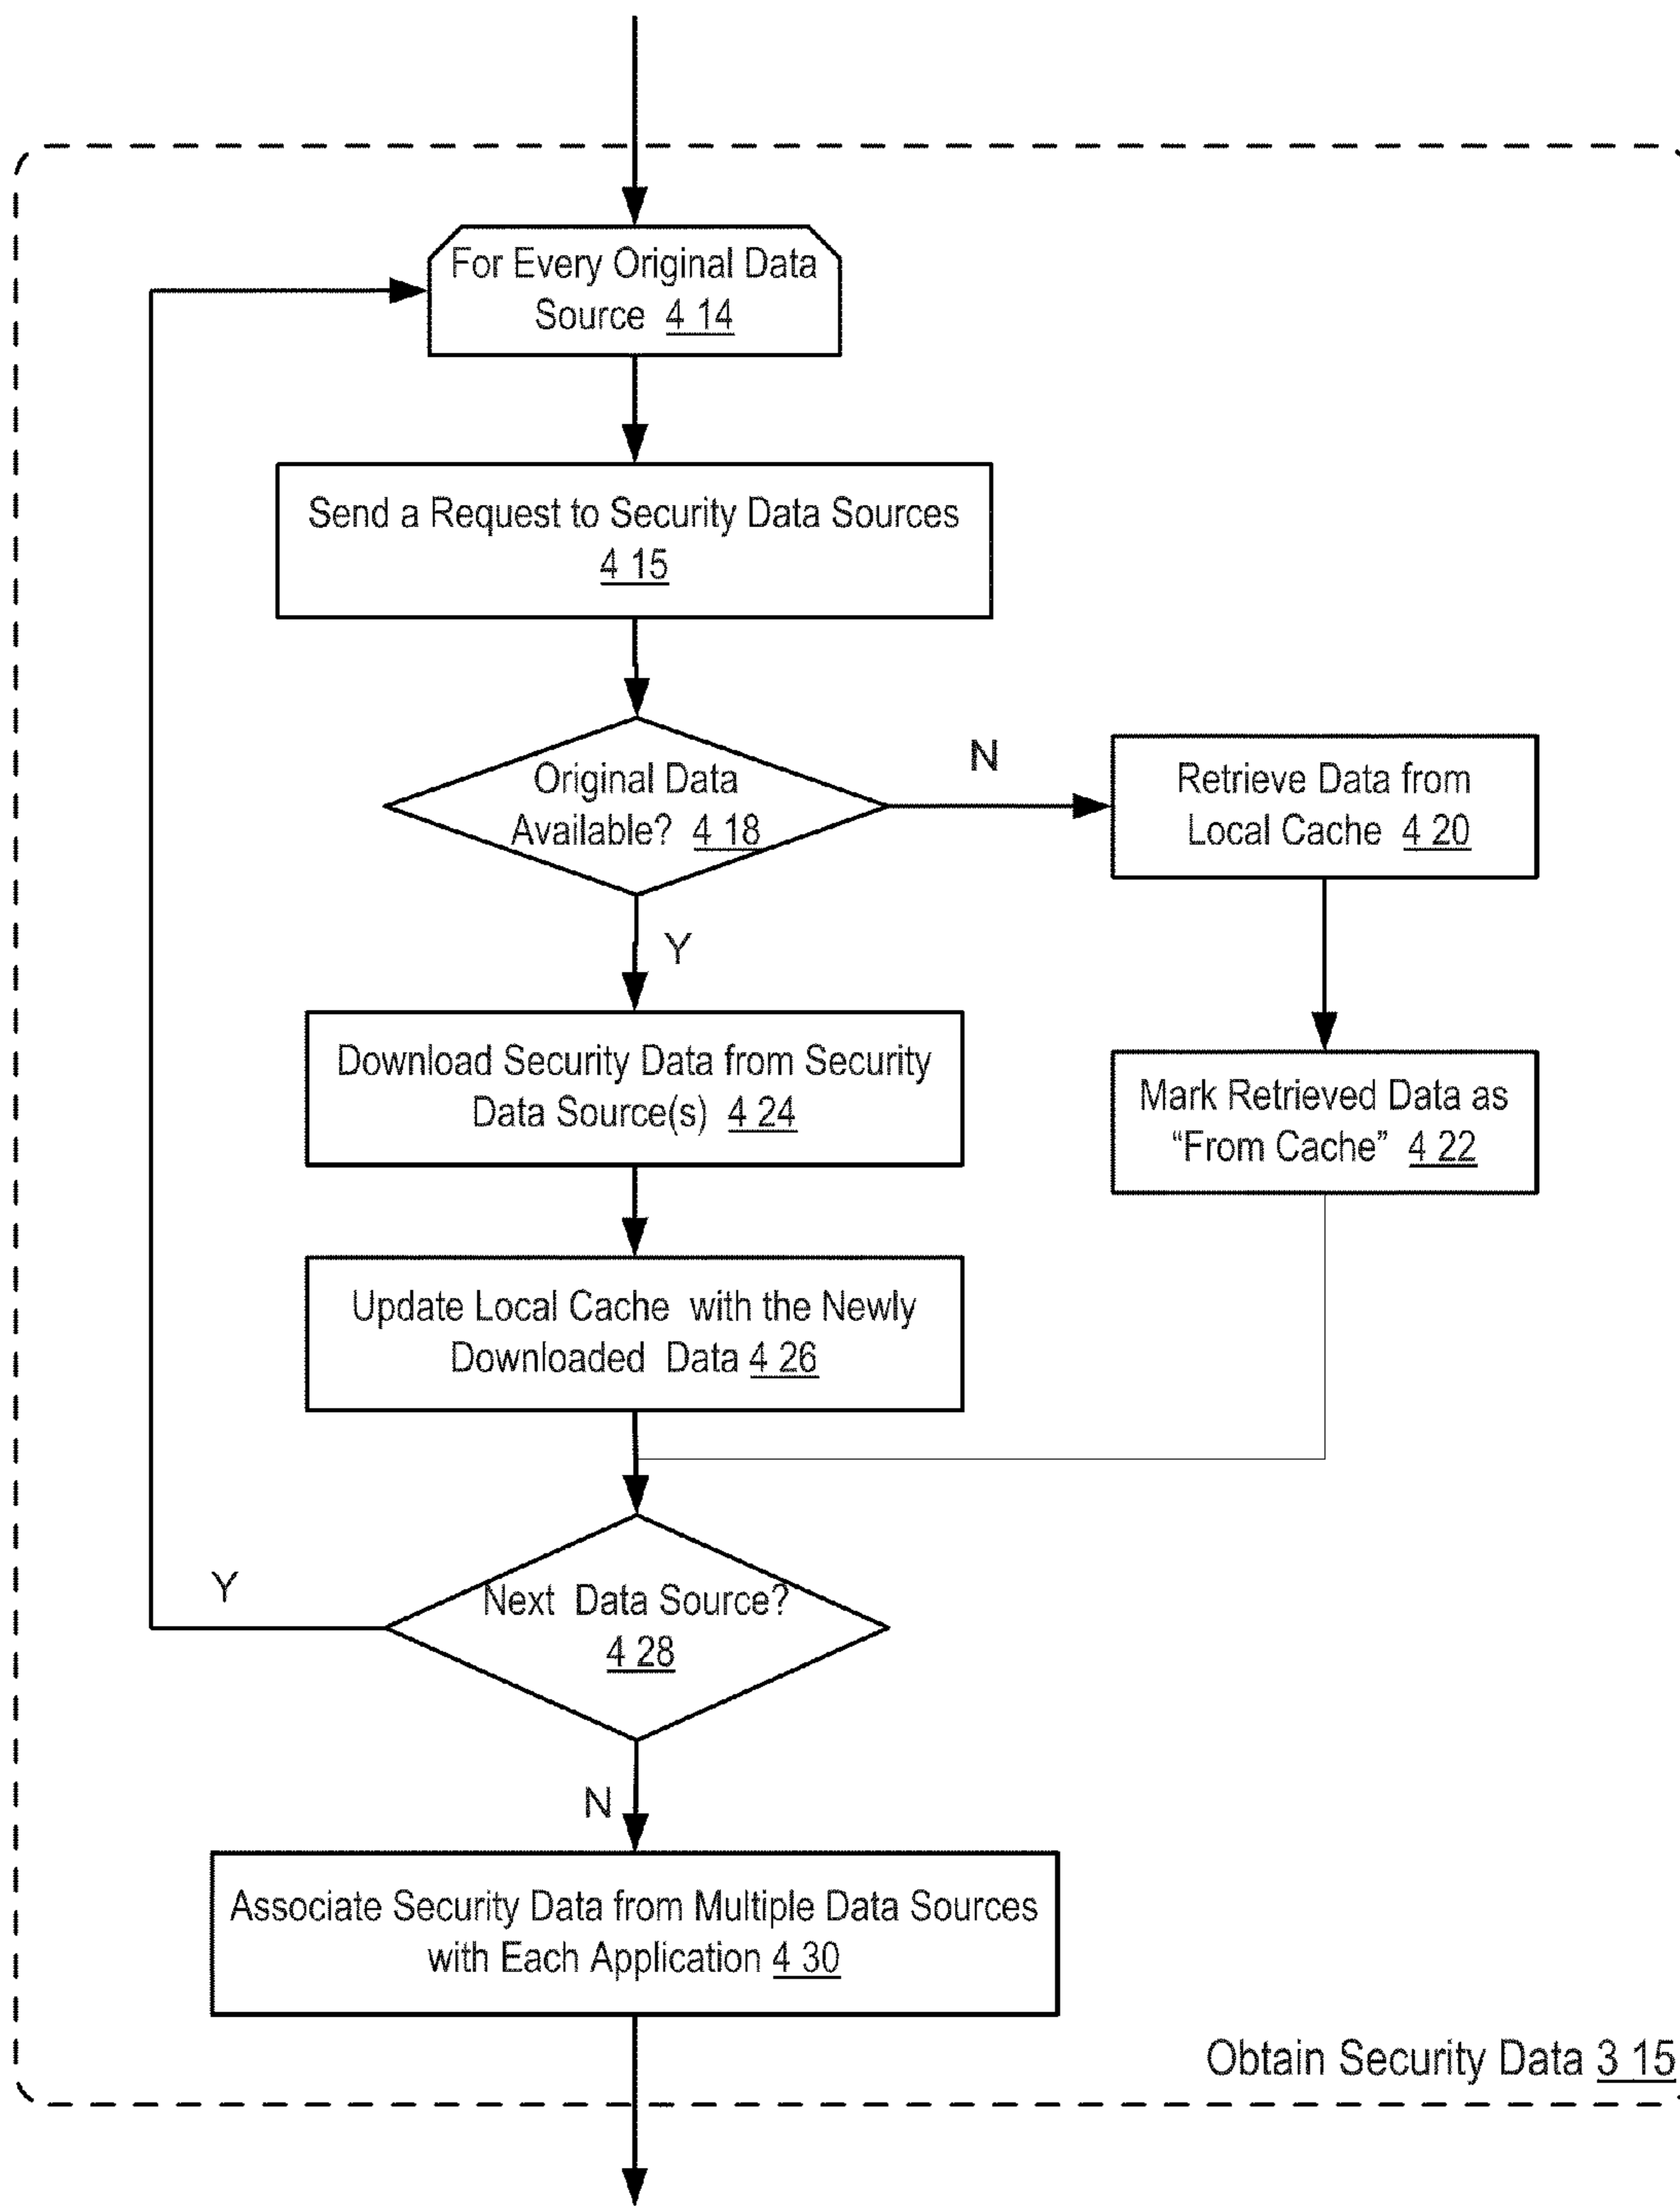 For Every Original Data
Source 4 14
Send a Request to Security Data Sources
4 15
Original Data
Available? 4 18
N
Retrieve Data from
Local Cache 4 20
Y
Download Security Data from Security
Data Source(s) 4 24
Mark Retrieved Data as
“From Cache” 4 22
Update Local Cache with the Newly
Downloaded Data 4 26
Y
Next Data Source?
4 28
N
Associate Security Data from Multiple Data Sources
with Each Application 4 30
Obtain Security Data 3 15